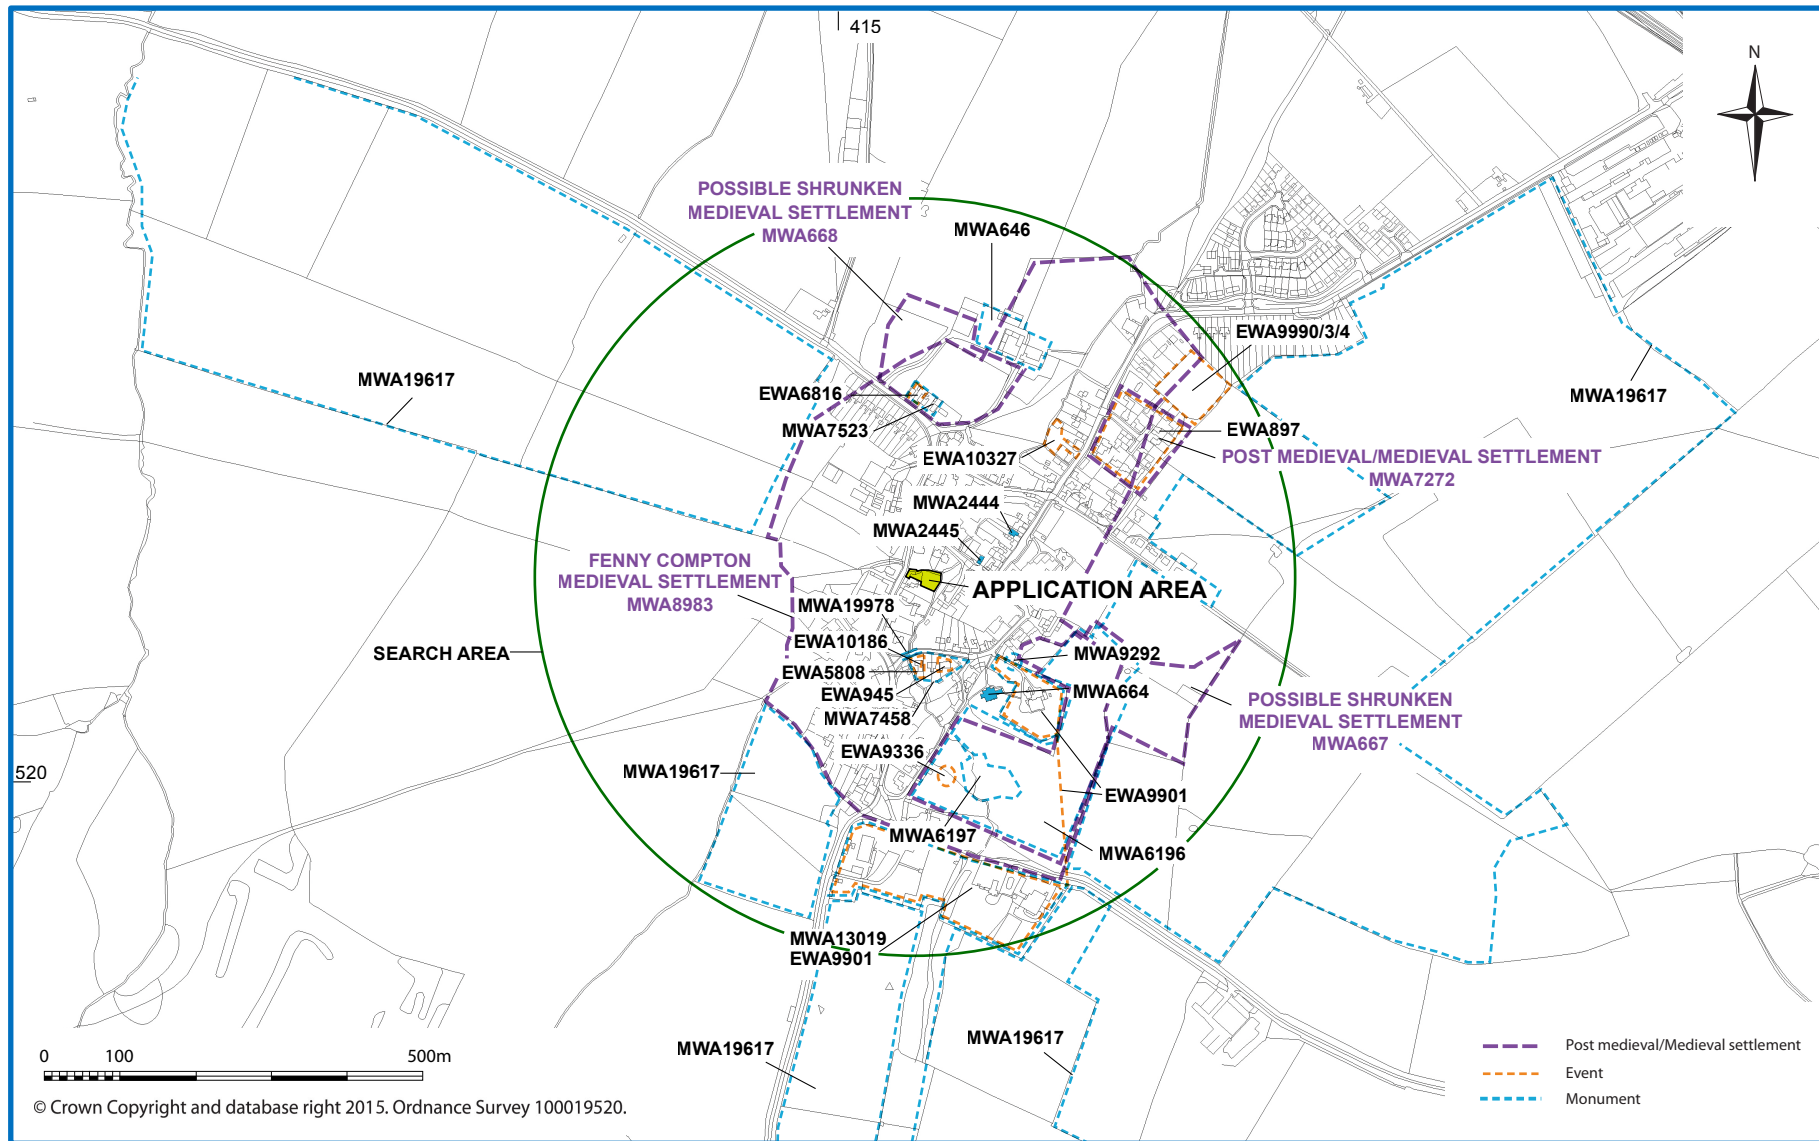 415
N
POSSIBLE SHRUNKEN
MEDIEVAL SETTLEMENT
MWA668
MWA646
EWA9990/3/4
MWA19617
MWA19617
EWA6816
MWA7523
EWA897
EWA10327
POST MEDIEVAL/MEDIEVAL SETTLEMENT
MWA7272
MWA2444
MWA2445
FENNY COMPTON
MEDIEVAL SETTLEMENT
MWA8983
APPLICATION AREA
MWA19978
EWA10186
SEARCH AREA
MWA9292
EWA5808
EWA945
MWA664
MWA7458
POSSIBLE SHRUNKEN
MEDIEVAL SETTLEMENT
MWA667
EWA9336
520
MWA19617
EWA9901
MWA6197
MWA6196
MWA13019
EWA9901
MWA19617
MWA19617
0 100 500m
Post medieval/Medieval settlement
Event
Monument
© Crown Copyright and database right 2015. Ordnance Survey 100019520.